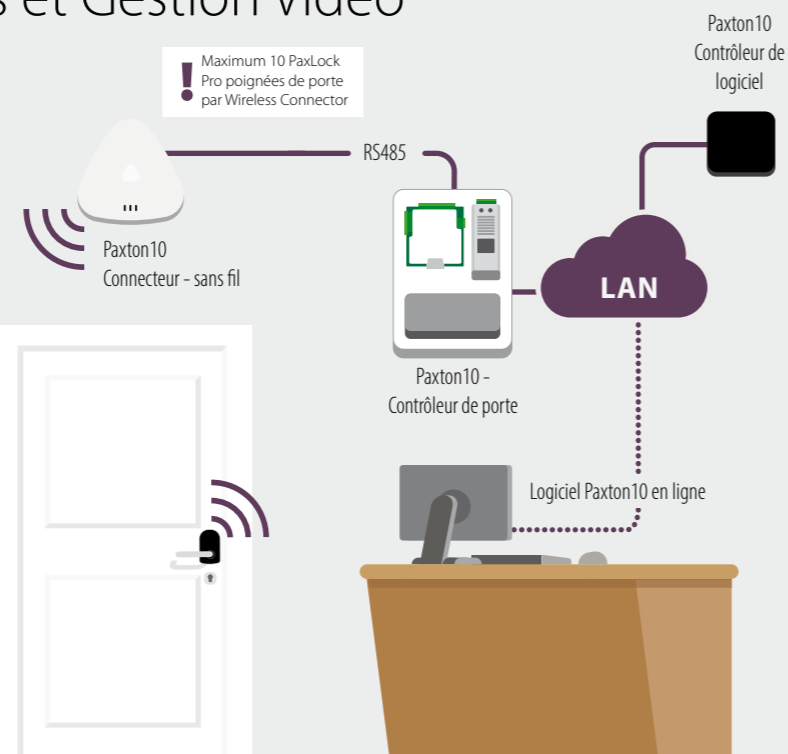 et Gestion Vidéo
Paxton10
Contrôleur de
logiciel
! Maximum 10 PaxLock
Pro poignées de porte
par Wireless Connector
RS485
Paxton10
Connecteur - sans fil
LAN
Paxton10 -
Contrôleur de porte
Logiciel Paxton10 en ligne